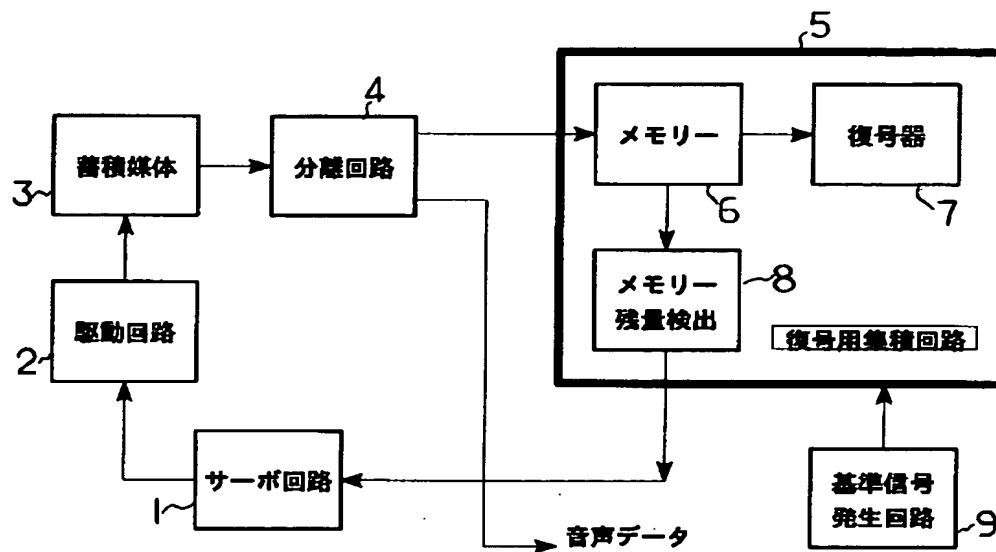 5
4
メモリー
復号器
蓄積媒体
分離回路
3
6
7
メモリー
残量検出
8
駆動回路
2
復号用集積回路
サーボ回路
1
基準信号
発生回路
9
音声データ